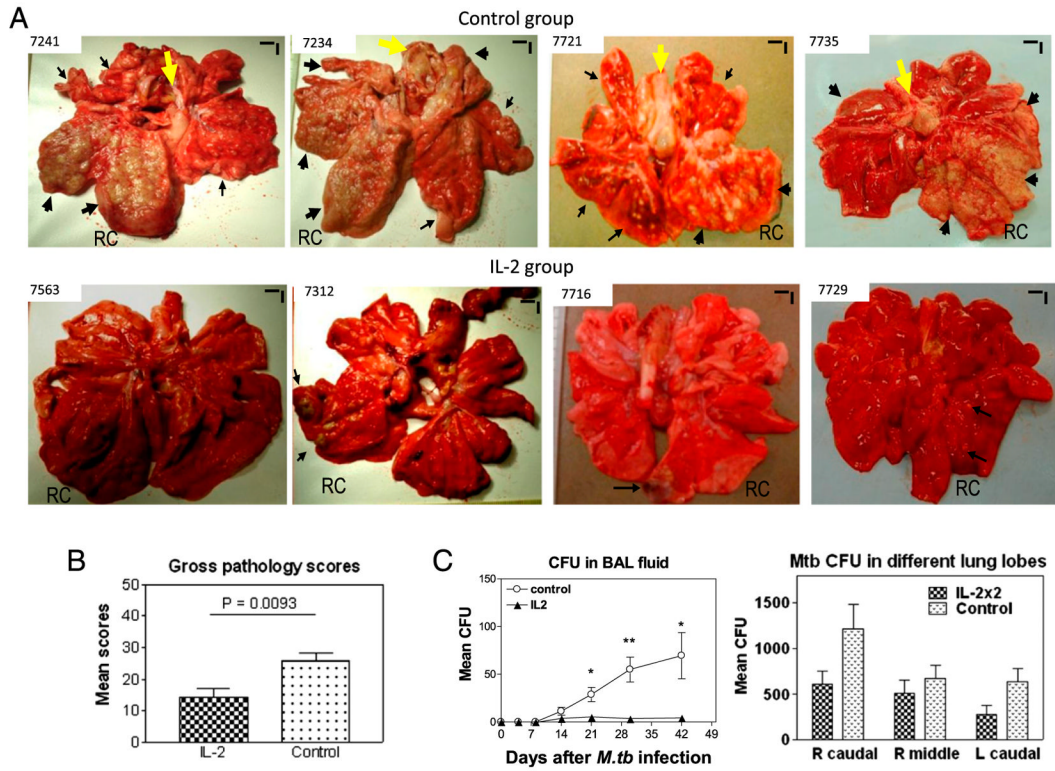 A
Control group
7241
7234
7721
7735
RC
RC
RC
RC
IL-2 group
7563
7312
7716
7729
RC
RC
RC
RC
B
Gross pathology scores
P = 0.0093
Mean scores
50
40
30
20
10
0
IL-2
Control
C
CFU in BAL fluid
control
IL2
Mean CFU
150
100
50
0
*
**
*
0
7
14
21
28
35
42
49
Days after M.tb infection
Mtb CFU in different lung lobes
IL-2x2
Control
Mean CFU
1500
1000
500
0
R caudal
R middle
L caudal